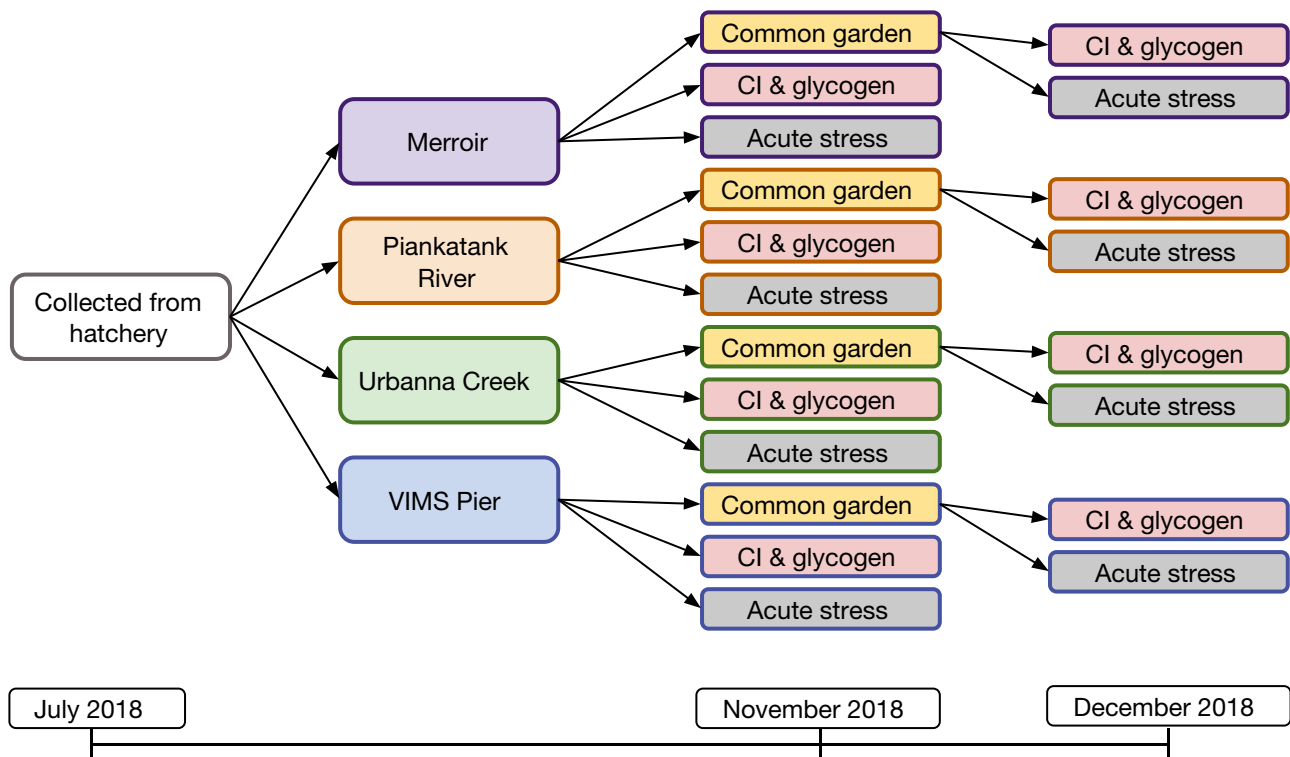 Common garden
CI & glycogen
CI & glycogen
Acute stress
Merroir
Acute stress
Common garden
CI & glycogen
Piankatank
River
CI & glycogen
Acute stress
Acute stress
Collected from
hatchery
Common garden
CI & glycogen
Urbanna Creek
CI & glycogen
Acute stress
Acute stress
VIMS Pier
Common garden
CI & glycogen
CI & glycogen
Acute stress
Acute stress
July 2018
November 2018
December 2018